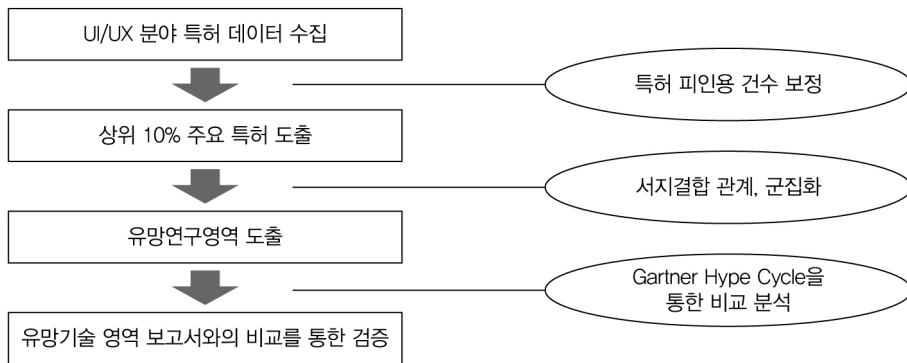 UI/UX 분야 특허 데이터 수집
특허 피인용 건수 보정
상위 10% 주요 특허 도출
서지결합 관계, 군집화
유망연구영역 도출
Gartner Hype Cycle을
통한 비교 분석
유망기술 영역 보고서와의 비교를 통한 검증